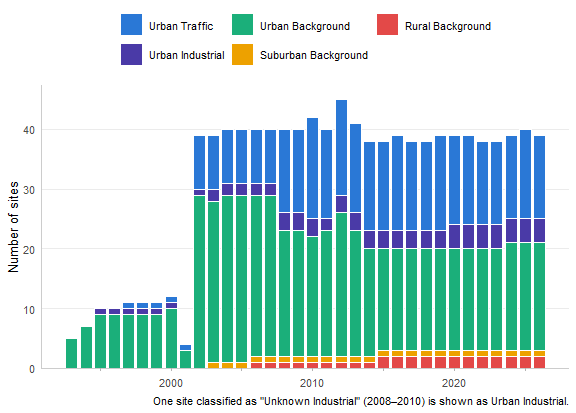 Urban Traffic Urban Background Rural Background
Urban Industrial Suburban Background
Number of sites
40
30
20
10
0
2000 2010 2020
One site classified as "Unknown Industrial" (2008–2010) is shown as Urban Industrial.